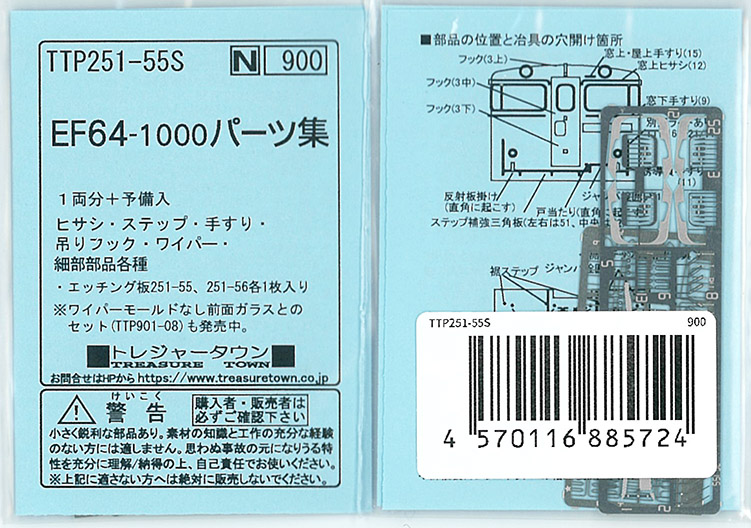 TTP251-55S
N 900
EF64-1000パーツ集
1両分＋予備入
ヒサシ・ステップ・手すり・
吊りフック・ワイパー・
細部部品各種
・エッチング板251-55、251-56各1枚入り
※ワイパーモールドなし前面ガラスとの
セット(TTP901-08)も発売中。
■トレジャータウン■
TREASURE TOWN
お問合せはHPから https://www.treasuretown.co.jp
けいこく
警告
購入者・販売者は
必ずご確認下さい
小さく鋭利な部品あり。素材の知識と工作の充分な経験
のない方には適しません。思わぬ事故の元になりうる特
性を充分に理解/納得の上、自己責任でお使いください。
※上記に適さない方へは絶対に販売しないでください。
■部品の位置と冶具の穴開け箇所
フック(3上)
窓上・屋上手すり(15)
窓上ヒサシ(12)
フック(3中)
窓下手すり(9)
フック(3下)
(11)
反射板掛け
(直角に起こす)
戸当たり(直角に起こす)
ステップ補強三角板(左右は51、中央は
裾ステップ
TTP251-55S 900
4 570116 885724